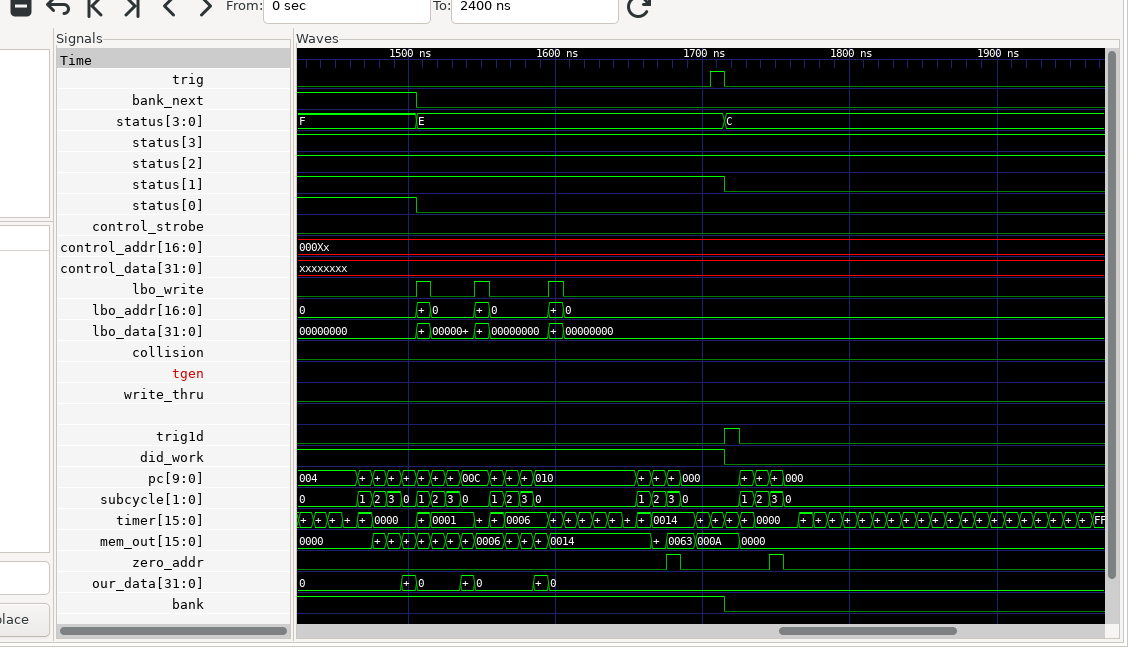 From: 0 sec To: 2400 ns
Signals Waves
Time 1500 ns 1600 ns 1700 ns 1800 ns 1900 ns
trig
bank_next
status[3:0] F E C
status[3]
status[2]
status[1]
status[0]
control_strobe
control_addr[16:0] 000Xx
control_data[31:0] xxxxxxxx
lbo_write
lbo_addr[16:0] 0 + 0 + 0 + 0
lbo_data[31:0] 00000000 + 00000+ + 00000000 + 00000000
collision
tgen
write_thru
trig1d
did_work
pc[9:0] 004 + + + + + + + 00C + + + 010 + + + 000 + + + 000
subcycle[1:0] 0 1 2 3 0 1 2 3 0 1 2 3 0 1 2 3 0 1 2 3 0
timer[15:0] + + + + + 0000 + 0001 + + 0006 + + + + + + + 0014 + + + + 0000 + + + + + + + + + + + + + + + + + + + + FF
mem_out[15:0] 0000 + + + + + + + 0006 + + + 0014 + 0063 000A 0000
zero_addr
our_data[31:0] 0 + 0 + 0 + 0
bank
place